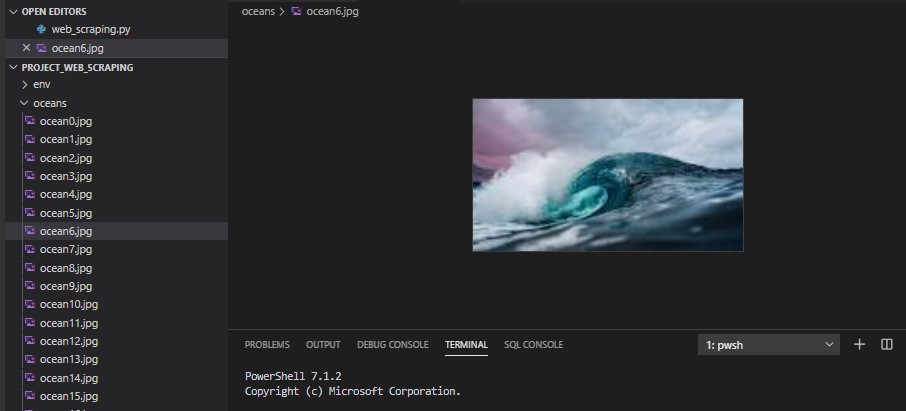 OPEN EDITORS
web_scraping.py
ocean6.jpg
PROJECT_WEB_SCRAPING
env
oceans
ocean0.jpg
ocean1.jpg
ocean2.jpg
ocean3.jpg
ocean4.jpg
ocean5.jpg
ocean6.jpg
ocean7.jpg
ocean8.jpg
ocean9.jpg
ocean10.jpg
ocean11.jpg
ocean12.jpg
ocean13.jpg
ocean14.jpg
ocean15.jpg
oceans > ocean6.jpg
PROBLEMS OUTPUT DEBUG CONSOLE TERMINAL SQL CONSOLE 1: pwsh
PowerShell 7.1.2
Copyright (c) Microsoft Corporation.